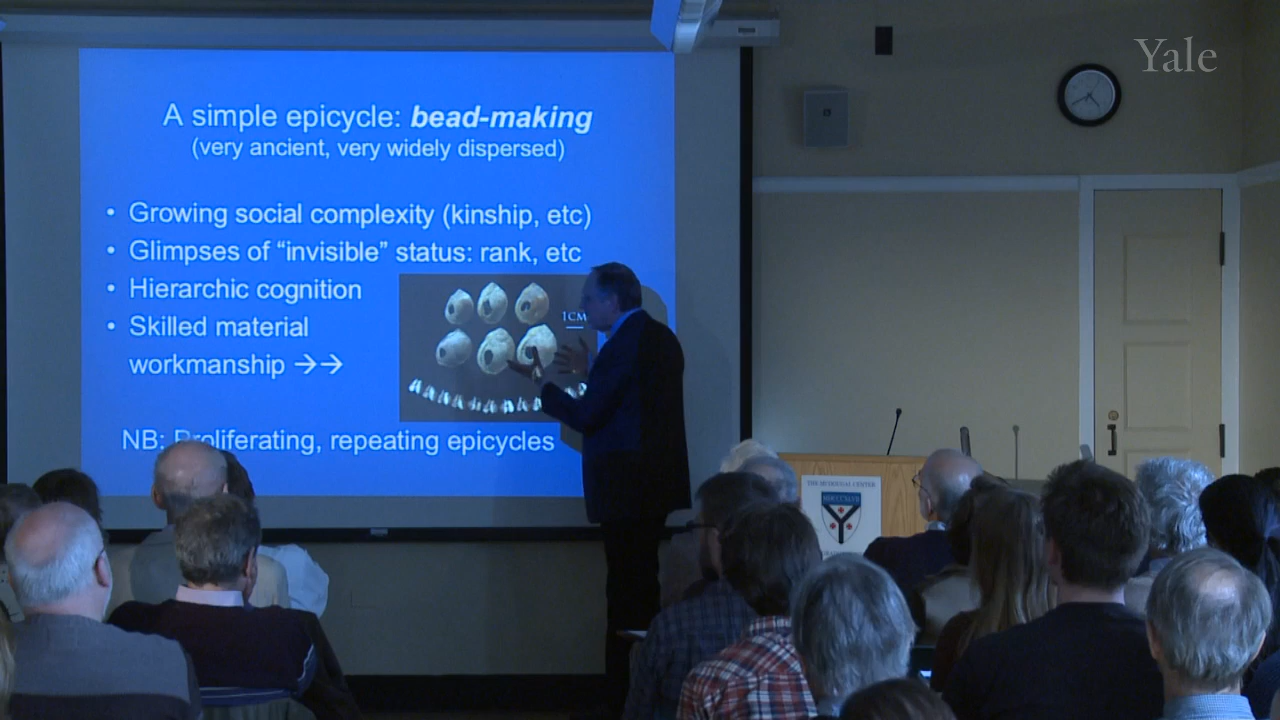 Yale
A simple epicycle: bead-making
(very ancient, very widely dispersed)
• Growing social complexity (kinship, etc)
• Glimpses of “invisible” status: rank, etc
• Hierarchic cognition
• Skilled material
workmanship →→
1CM
NB: Proliferating, repeating epicycles